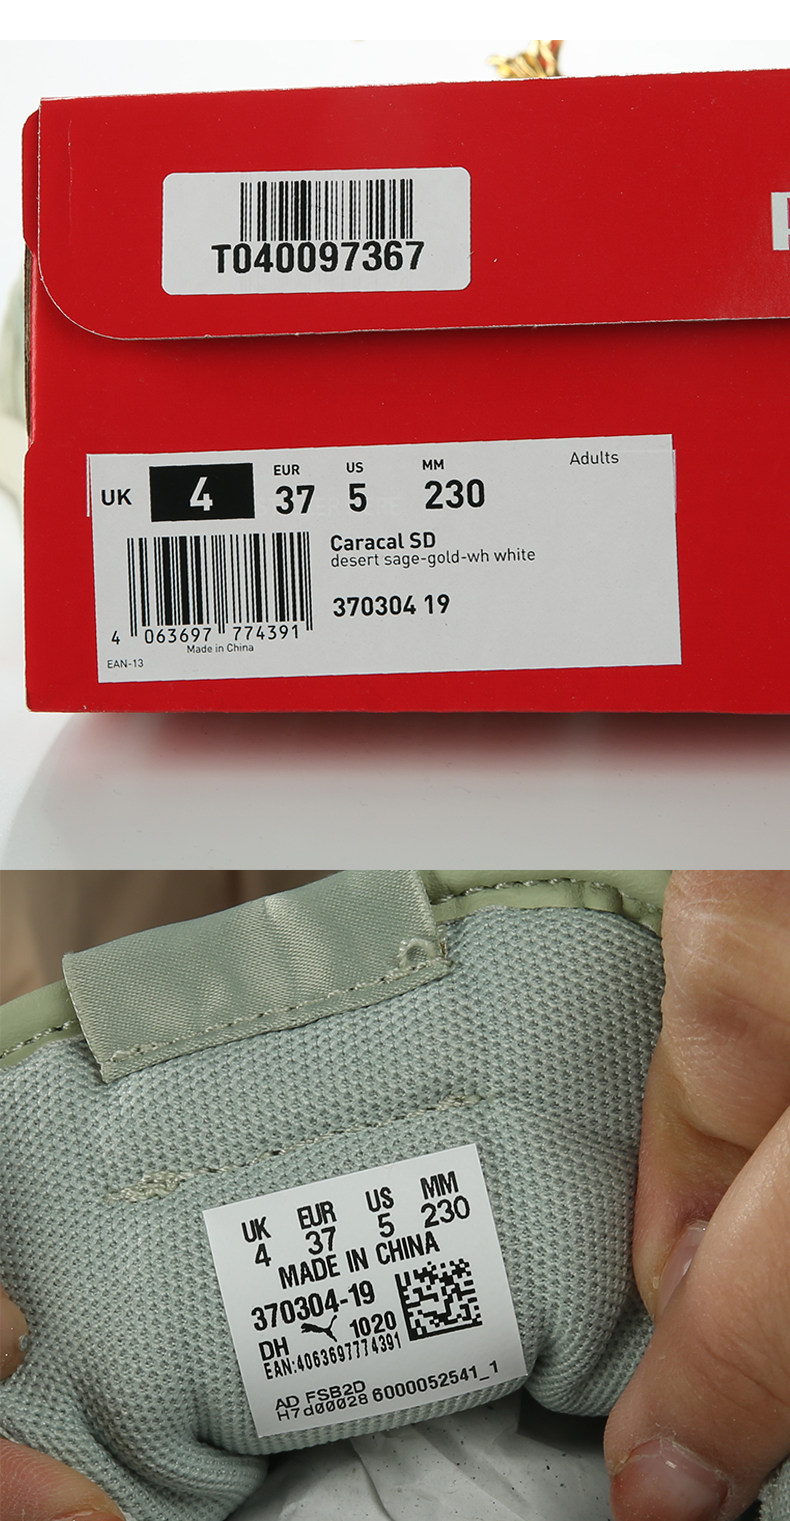 T040097367
UK 4 EUR 37 US 5 MM 230 Adults
Caracal SD
desert sage-gold-wh white
370304 19
4 063697 774391
Made in China
EAN-13
UK EUR US MM
4 37 5 230
MADE IN CHINA
370304-19
DH 1020
EAN:4063697774391
AD FSB2D
H7d00028 6000052541_1